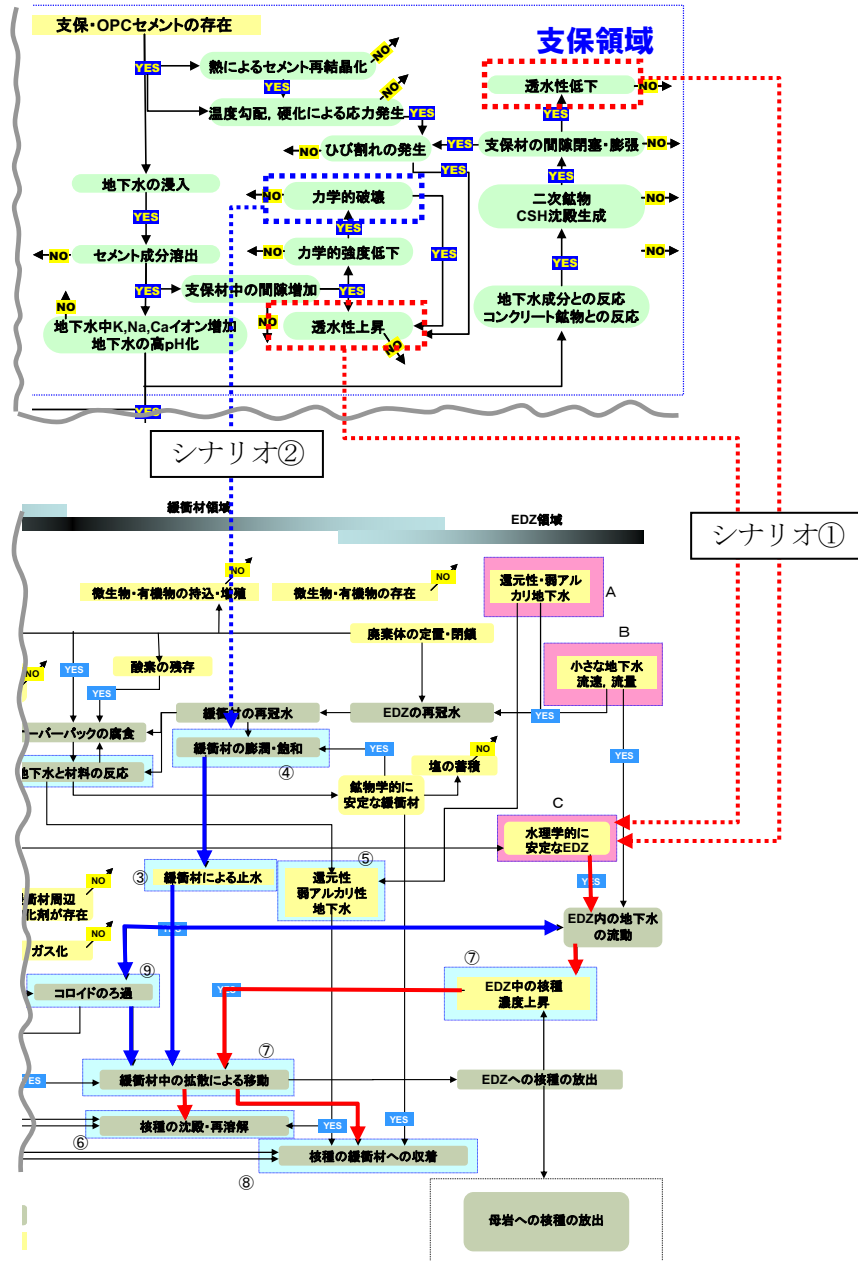 支保・OPCセメントの存在
支保領域
NO
YES
熱によるセメント再結晶化
YES
NO
透水性低下
NO
温度勾配, 硬化による応力発生
YES
YES
NO
ひび割れの発生
YES
支保材の間隙閉塞・膨張
NO
YES
YES
地下水の浸入
NO
力学的破壊
二次鉱物
CSH沈殿生成
NO
YES
YES
YES
NO
セメント成分溶出
NO
力学的強度低下
YES
NO
YES
支保材中の間隙増加
YES
YES
NO
地下水中K,Na,Caイオン増加
地下水の高pH化
NO
透水性上昇
NO
地下水成分との反応
コンクリート鉱物との反応
YES
シナリオ②
シナリオ①
緩衝材領域
EDZ領域
NO
微生物・有機物の持込・増殖
NO
微生物・有機物の存在
還元性・弱アル
カリ地下水
A
B
廃棄体の定置・閉鎖
NO
YES
酸素の残存
小さな地下水
流速, 流量
YES
緩衝材の再冠水
EDZの再冠水
YES
YES
ーバーパックの腐食
緩衝材の膨潤・飽和
YES
NO
地下水と材料の反応
④
塩の蓄積
鉱物学的に
安定な緩衝材
C
水理学的に
安定なEDZ
⑤
③
緩衝材による止水
還元性
弱アルカリ性
地下水
YES
NO
衝材周辺
化剤が存在
EDZ内の地下水
の流動
YES
NO
ガス化
⑨
⑦
コロイドのろ過
YES
EDZ中の核種
濃度上昇
⑦
YES
緩衝材中の拡散による移動
EDZへの核種の放出
核種の沈殿・再溶解
YES
YES
⑥
核種の緩衝材への収着
⑧
母岩への核種の放出